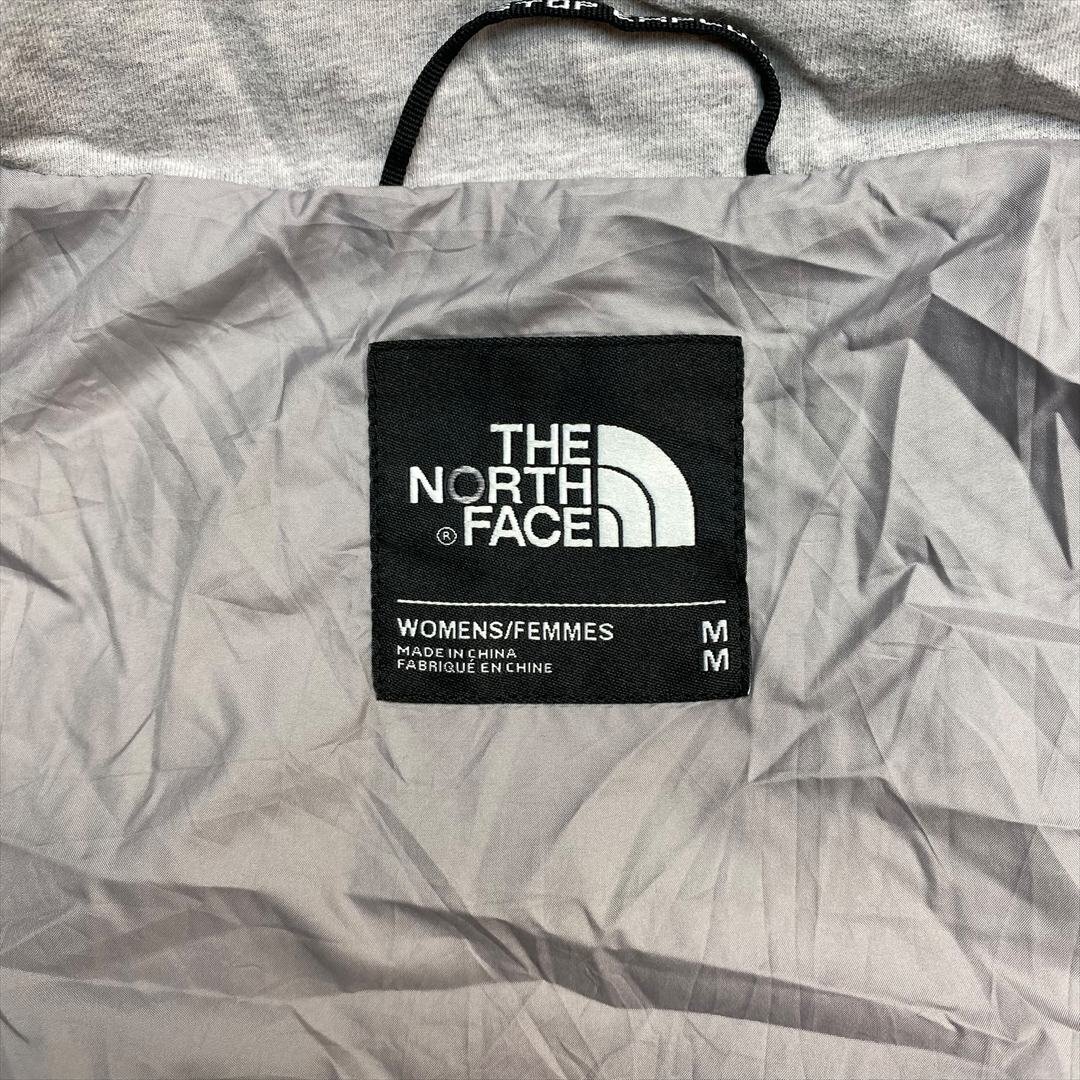 THE
NORTH
® FACE
WOMENS/FEMMES M
MADE IN CHINA M
FABRIQUÉ EN CHINE